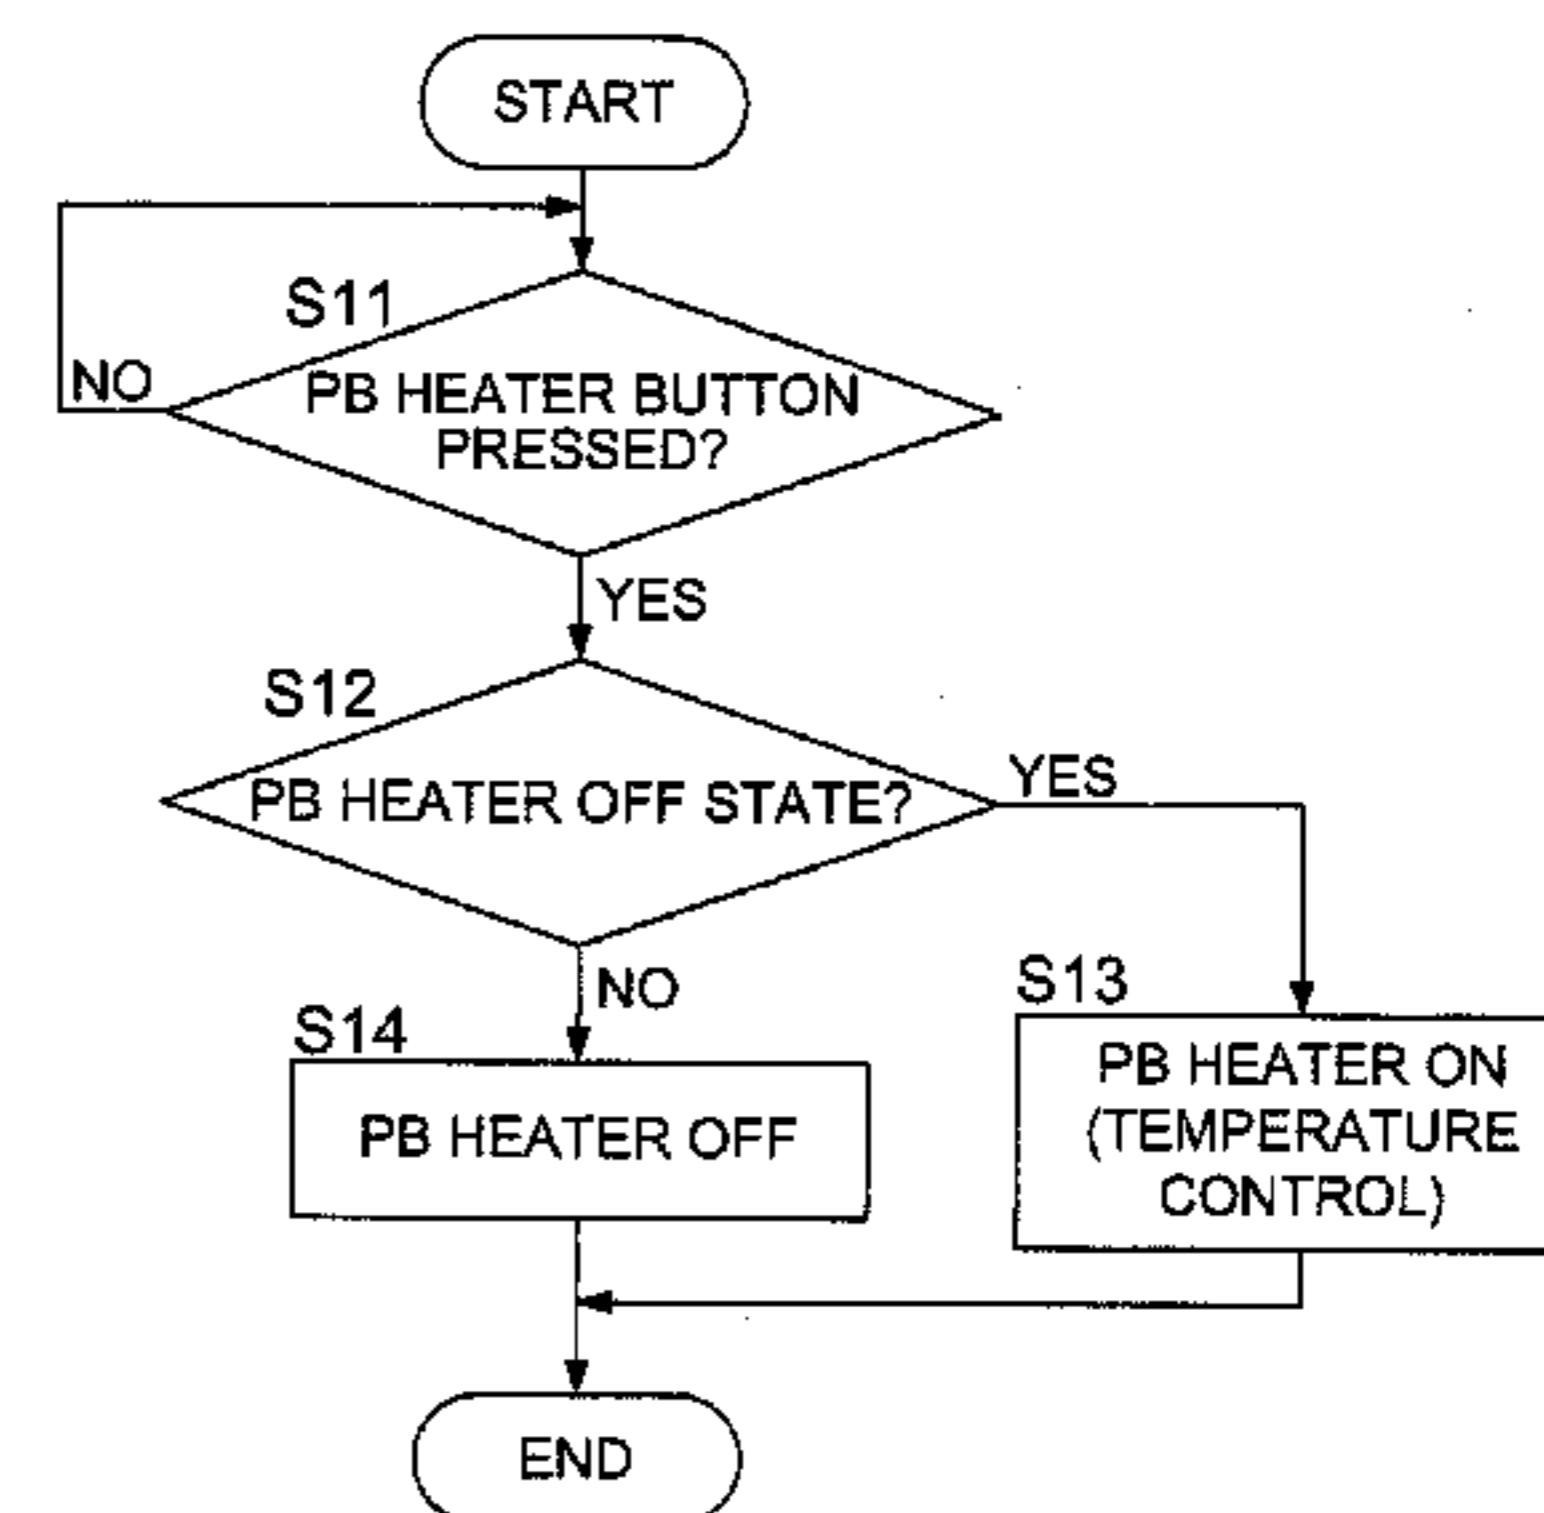 START
S11
NO
PB HEATER BUTTON
PRESSED?
YES
S12
PB HEATER OFF STATE?
YES
NO
S13
S14
PB HEATER ON
(TEMPERATURE
CONTROL)
PB HEATER OFF
END